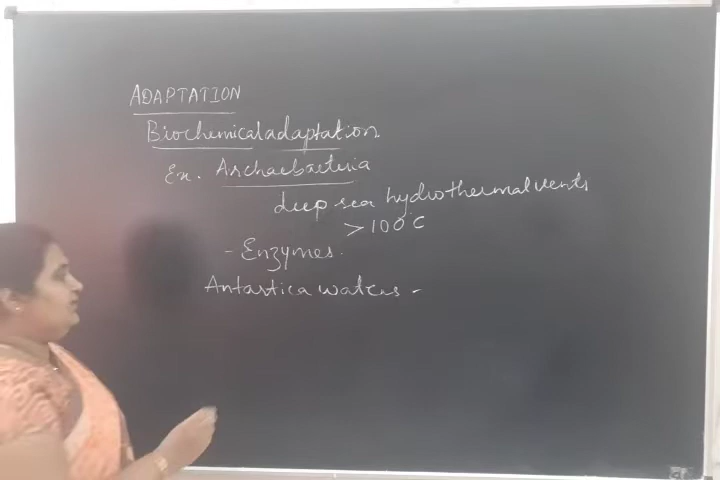 ADAPTATION
Biochemical adaptation
Ex. Archaebacteria
deep sea hydrothermal vents
> 100°C
- Enzymes.
Antartica waters -